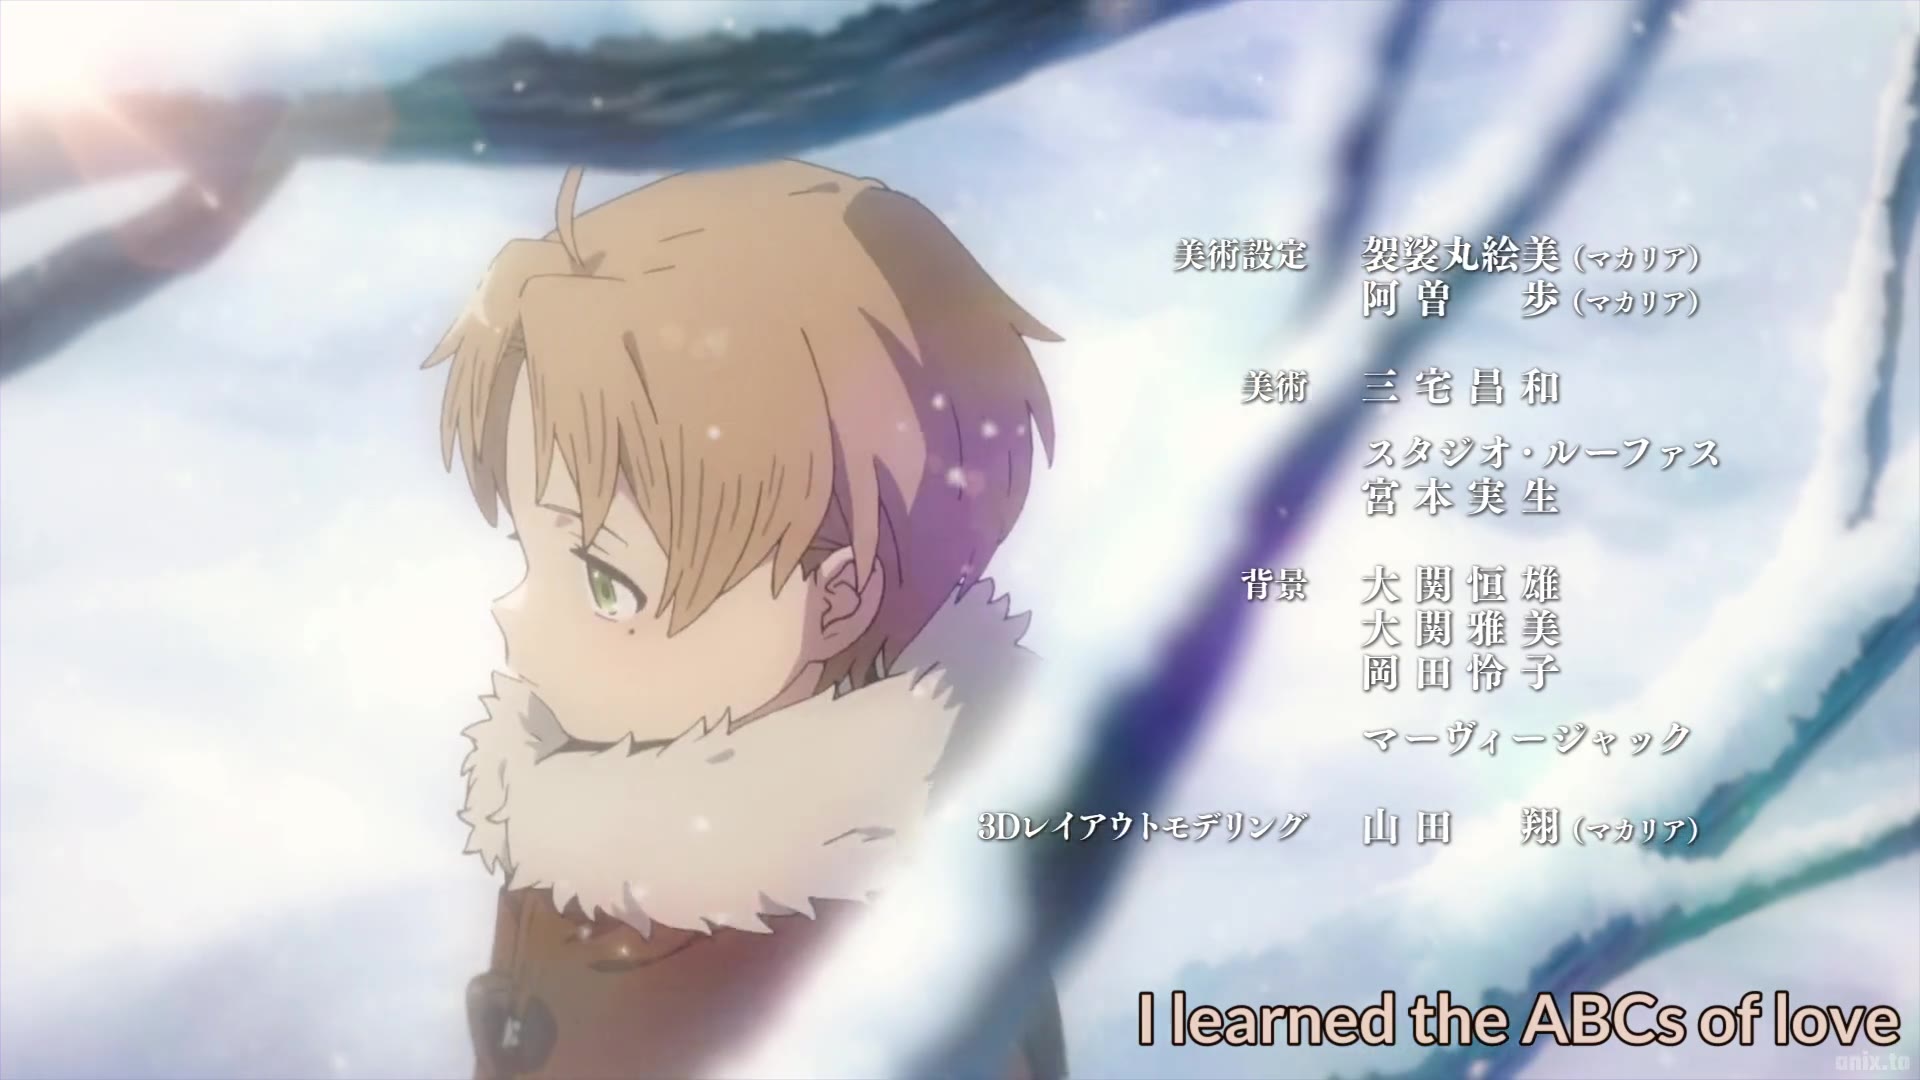 美術設定 袈裟丸絵美(マカリア)
阿曽 歩(マカリア)
美術 三宅昌和
スタジオ・ルーファス
宮本実生
背景 大関恒雄
大関雅美
岡田怜子
マーヴィージャック
3Dレイアウトモデリング 山田 翔(マカリア)
I learned the ABCs of love
anix.to